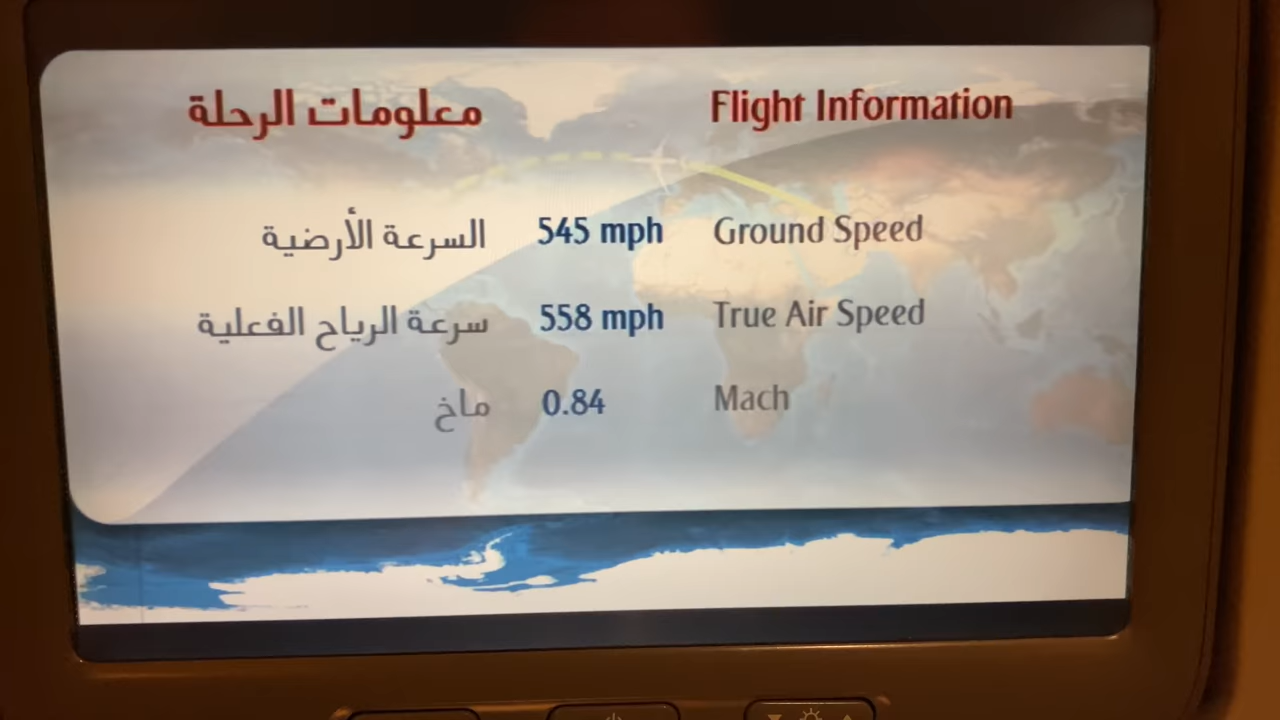 معلومات الرحلة Flight Information
السرعة الأرضية 545 mph Ground Speed
سرعة الرياح الفعلية 558 mph True Air Speed
ماخ 0.84 Mach